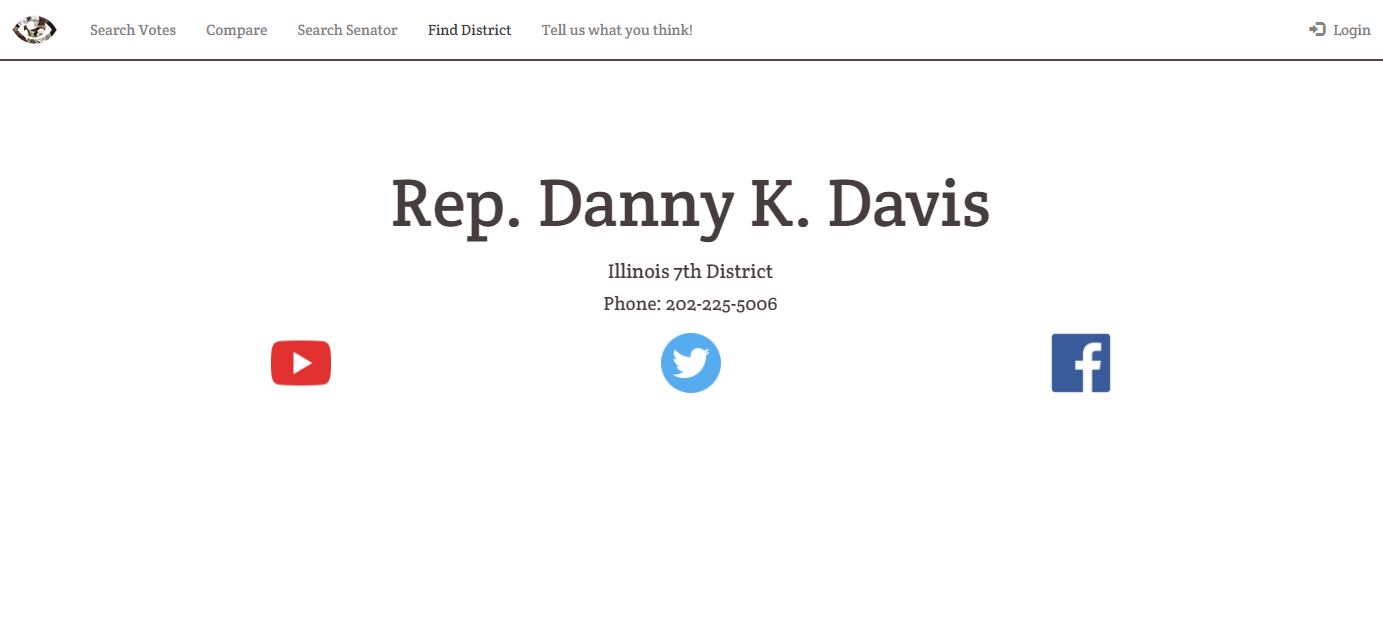 Search Votes Compare Search Senator Find District Tell us what you think! Login
Rep. Danny K. Davis
Illinois 7th District
Phone: 202-225-5006